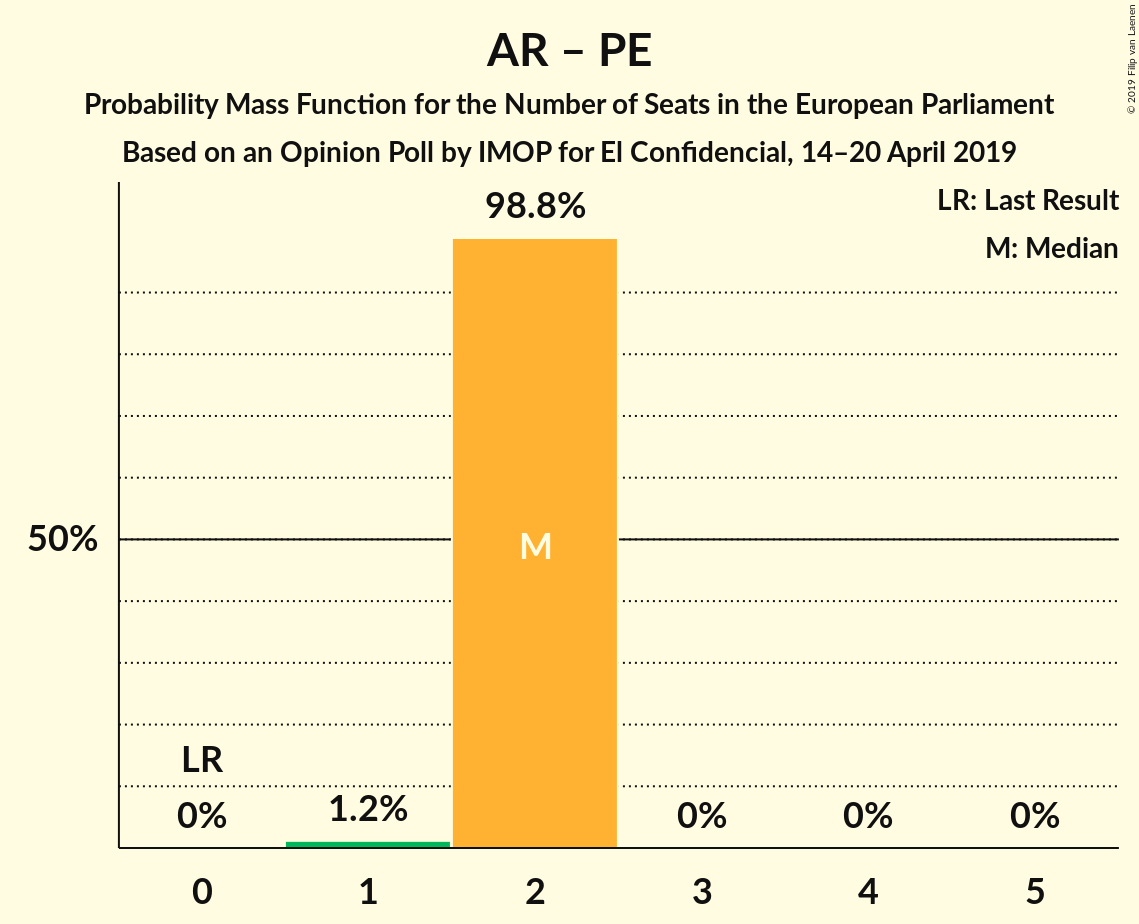 AR – PE
Probability Mass Function for the Number of Seats in the European Parliament
Based on an Opinion Poll by IMOP for El Confidencial, 14–20 April 2019
© 2019 Filip van Laenen
LR: Last Result
M: Median
98.8%
50%
M
LR
0%
1.2%
0%
0%
0%
0 1 2 3 4 5